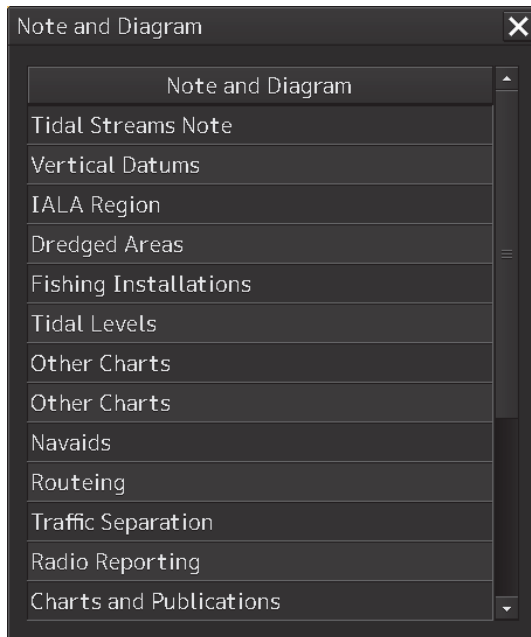 Note and Diagram
Note and Diagram
Tidal Streams Note
Vertical Datums
IALA Region
Dredged Areas
Fishing Installations
Tidal Levels
Other Charts
Other Charts
Navaids
Routeing
Traffic Separation
Radio Reporting
Charts and Publications